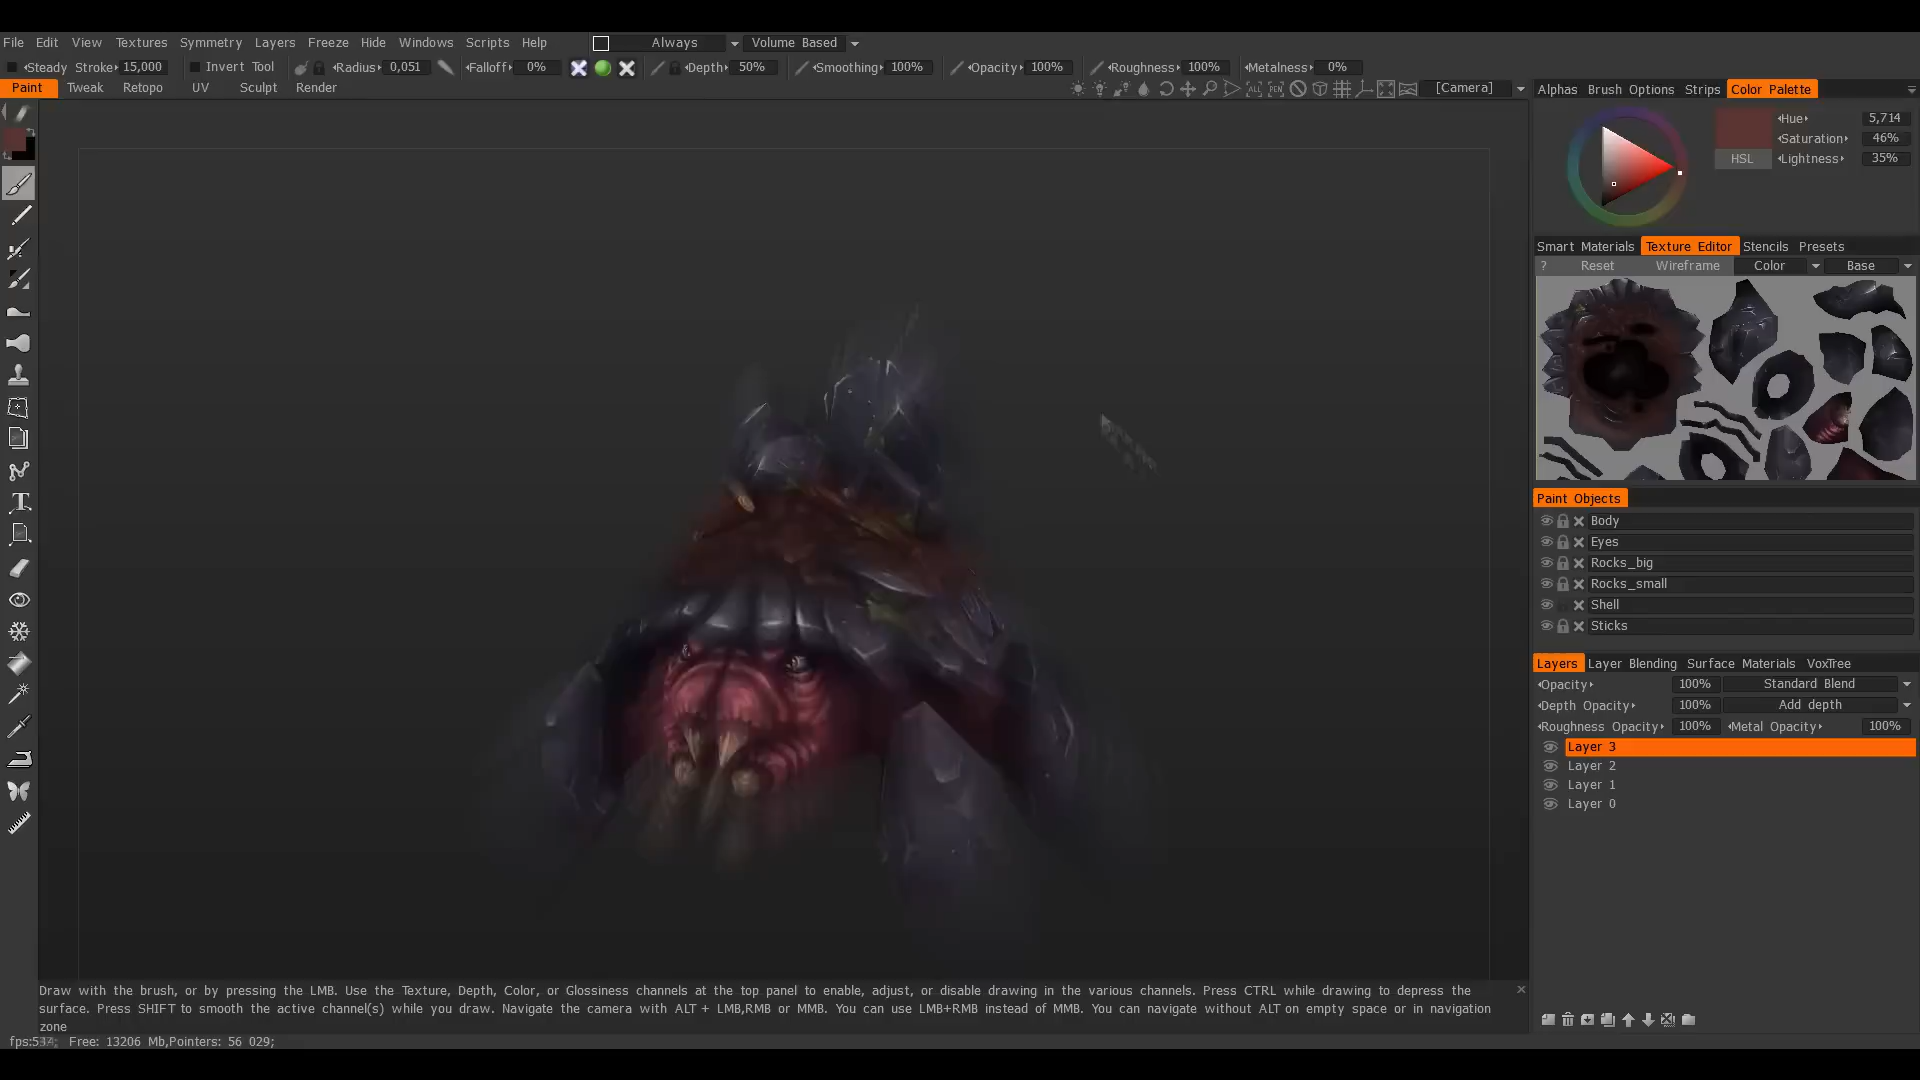 File Edit View Textures Symmetry Layers Freeze Hide Windows Scripts Help Always Volume Based
Steady Stroke 15,000 Invert Tool Radius 0,051 Falloff 0% Depth 50% Smoothing 100% Opacity 100% Roughness 100% Metalness 0%
Paint Tweak Retopo UV Sculpt Render [Camera]
Alphas Brush Options Strips Color Palette
Hue 5,714
Saturation 46%
HSL Lightness 35%
Smart Materials Texture Editor Stencils Presets
? Reset Wireframe Color Base
Paint Objects
Body
Eyes
Rocks_big
Rocks_small
Shell
Sticks
Layers Layer Blending Surface Materials VoxTree
Opacity 100% Standard Blend
Depth Opacity 100% Add depth
Roughness Opacity 100% Metal Opacity 100%
Layer 3
Layer 2
Layer 1
Layer 0
Draw with the brush, or by pressing the LMB. Use the Texture, Depth, Color, or Glossiness channels at the top panel to enable, adjust, or disable drawing in the various channels. Press CTRL while drawing to depress the
surface. Press SHIFT to smooth the active channel(s) while you draw. Navigate the camera with ALT + LMB,RMB or MMB. You can use LMB+RMB instead of MMB. You can navigate without ALT on empty space or in navigation
zone
Free: 13206 Mb,Pointers: 56 029;